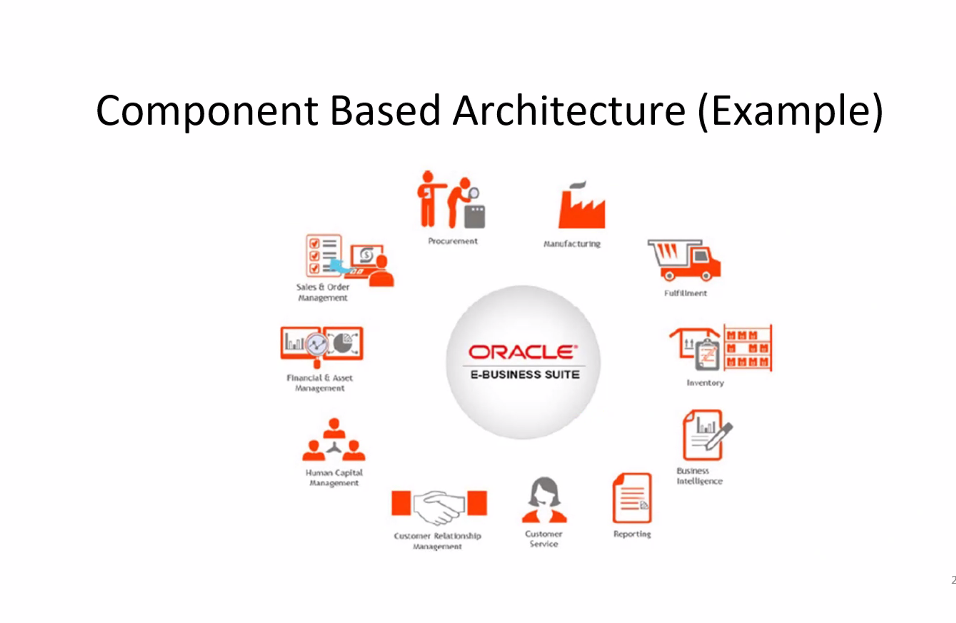 Component Based Architecture (Example)
Procurement
Manufacturing
Sales & Order
Management
Fulfillment
ORACLE®
E-BUSINESS SUITE
Financial & Asset
Management
Inventory
Human Capital
Management
Business
Intelligence
Customer Relationship
Management
Customer
Service
Reporting
2